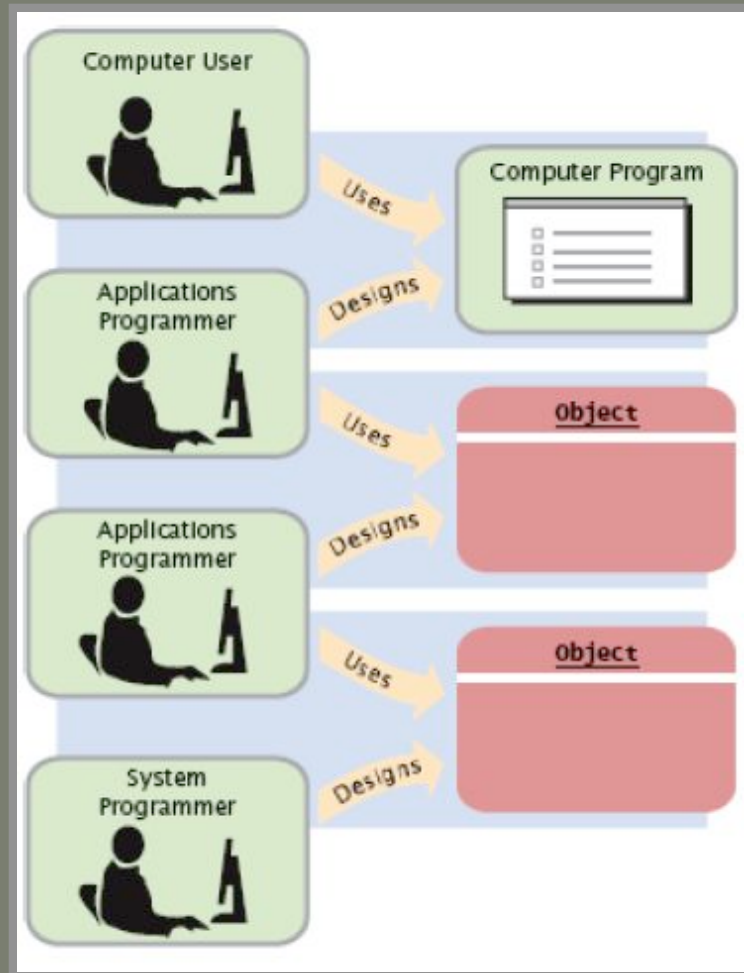 Computer User
Uses
Computer Program
Designs
Applications
Programmer
Uses
Object
Designs
Applications
Programmer
Uses
Object
Designs
System
Programmer